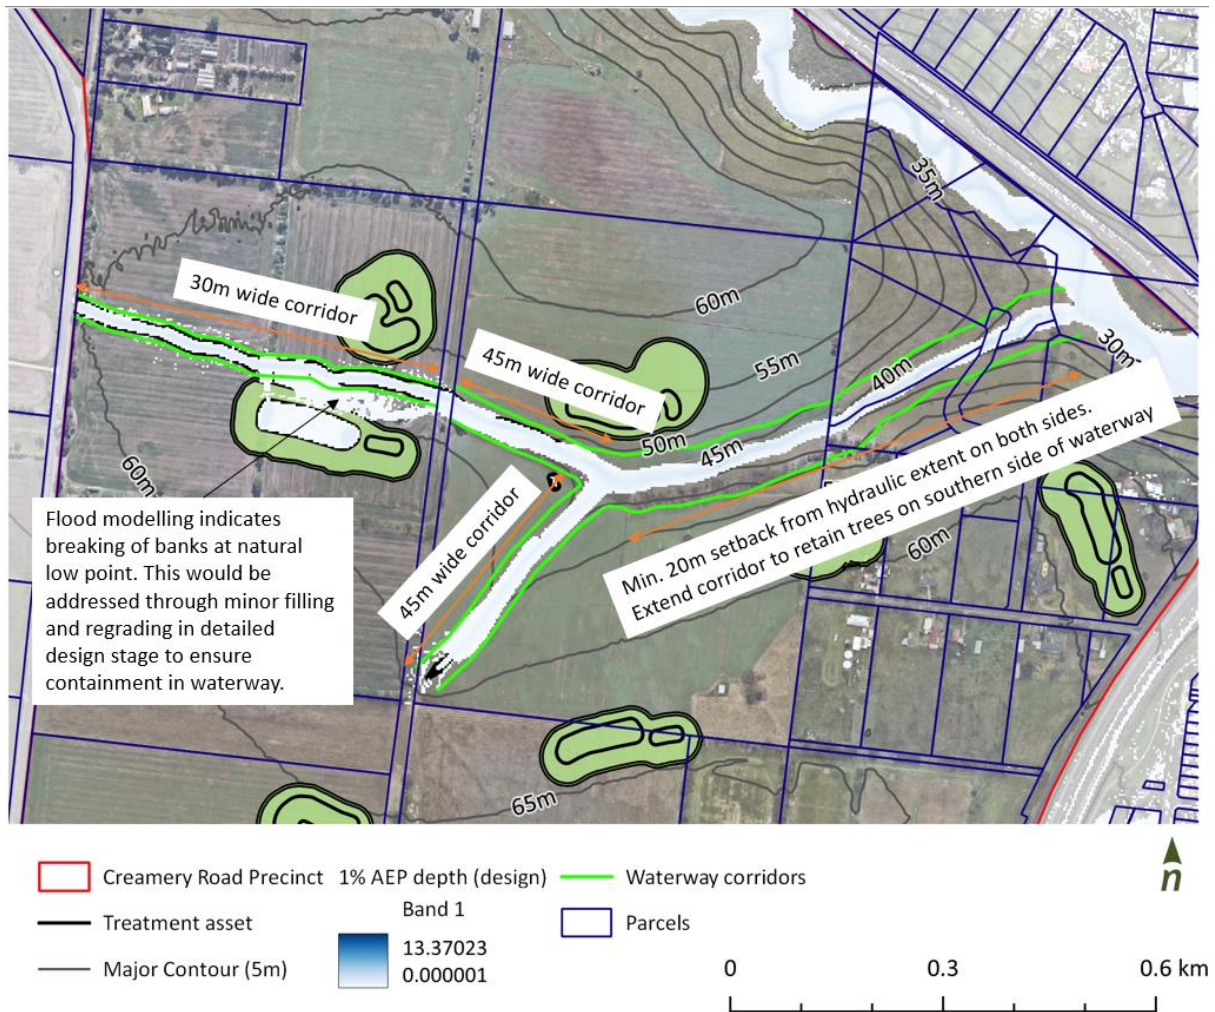 35m
30m wide corridor
60m
45m wide corridor
55m
40m
30m
50m
45m
60m
45m wide corridor
Min. 20m setback from hydraulic extent on both sides.
Extend corridor to retain trees on southern side of waterway
60m
Flood modelling indicates
breaking of banks at natural
low point. This would be
addressed through minor filling
and regrading in detailed
design stage to ensure
containment in waterway.
65m
Creamery Road Precinct
Treatment asset
Major Contour (5m)
1% AEP depth (design)
Band 1
13.37023
0.000001
Waterway corridors
Parcels
n
0 0.3 0.6 km